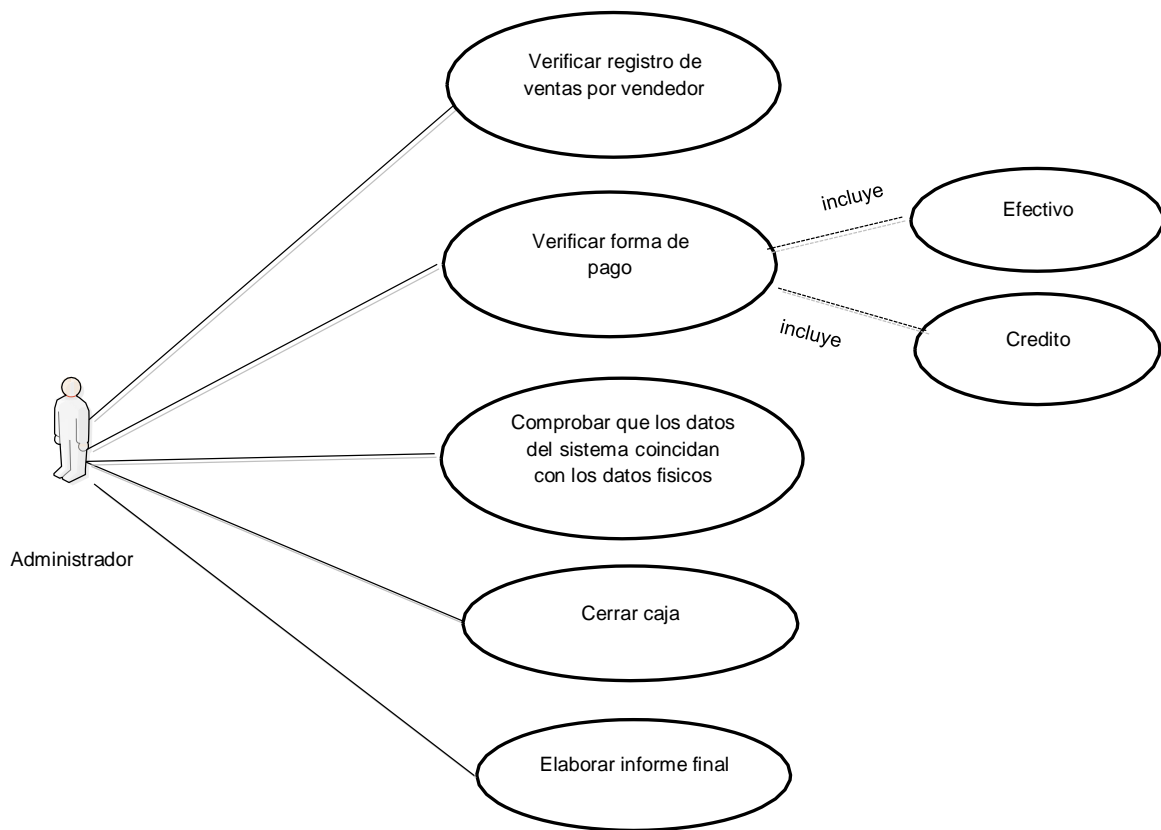 Verificar registro de
ventas por vendedor
incluye
Efectivo
Verificar forma de
pago
incluye
Credito
Comprobar que los datos
del sistema coincidan
con los datos fisicos
Administrador
Cerrar caja
Elaborar informe final